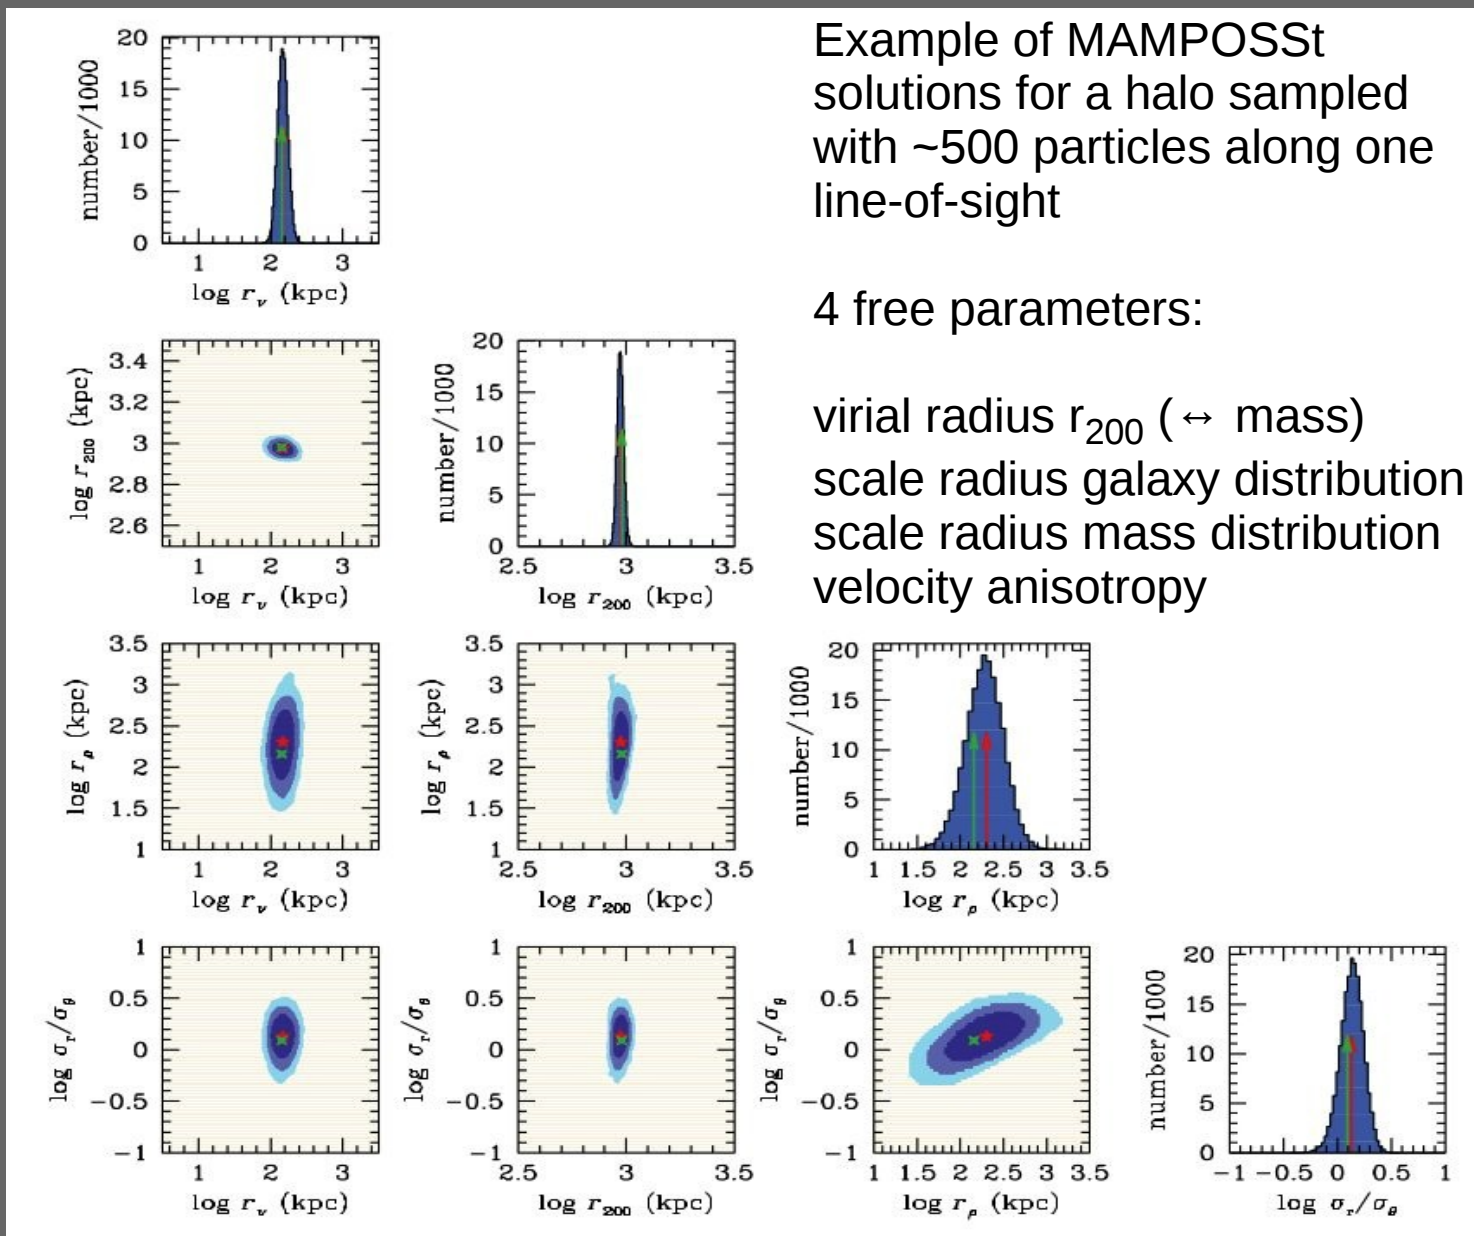 Example of MAMPOSSt
solutions for a halo sampled
with ~500 particles along one
line-of-sight
4 free parameters:
virial radius r200 (↔ mass)
scale radius galaxy distribution
scale radius mass distribution
velocity anisotropy
20
15
10
5
0
number/1000
1 2 3
log rν (kpc)
3.4
3.2
3
2.8
2.6
log r200 (kpc)
1 2 3
log rν (kpc)
20
15
10
5
0
number/1000
2.5 3 3.5
log r200 (kpc)
3.5
3
2.5
2
1.5
1
log rρ (kpc)
1 2 3
log rν (kpc)
log rρ (kpc)
3.5
3
2.5
2
1.5
1
2.5 3 3.5
log r200 (kpc)
20
15
10
5
0
number/1000
1 1.5 2 2.5 3 3.5
log rρ (kpc)
1
0.5
0
−0.5
−1
log σr/σθ
1 2 3
log rν (kpc)
1
0.5
0
−0.5
−1
log σr/σθ
2.5 3 3.5
log r200 (kpc)
1
0.5
0
−0.5
−1
log σr/σθ
1 1.5 2 2.5 3 3.5
log rρ (kpc)
20
15
10
5
0
number/1000
−1 −0.5 0 0.5 1
log σr/σθ